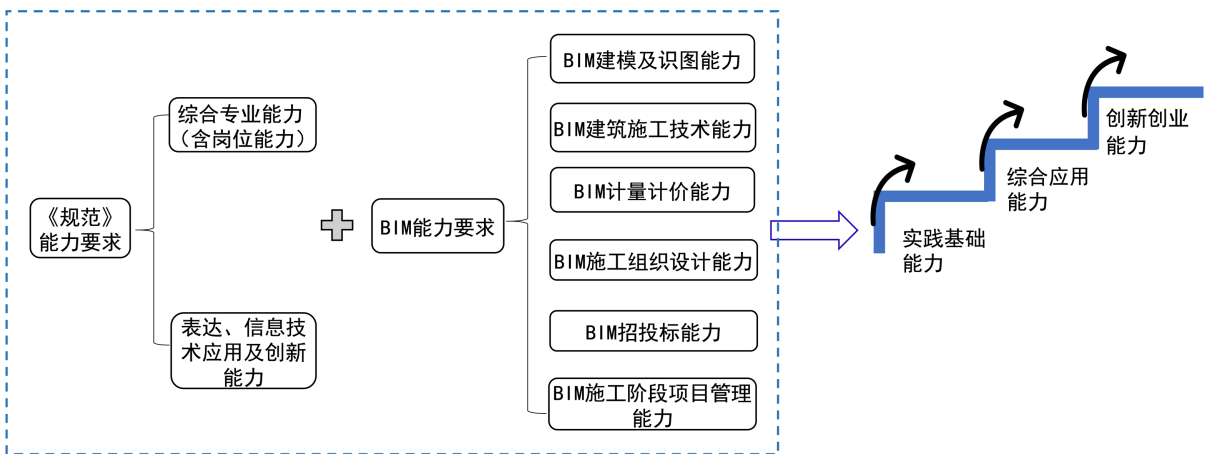 《规范》
能力要求
综合专业能力
（含岗位能力）
表达、信息技
术应用及创新
能力
BIM能力要求
BIM建模及识图能力
BIM建筑施工技术能力
BIM计量计价能力
BIM施工组织设计能力
BIM招投标能力
BIM施工阶段项目管理
能力
实践基础
能力
综合应用
能力
创新创业
能力